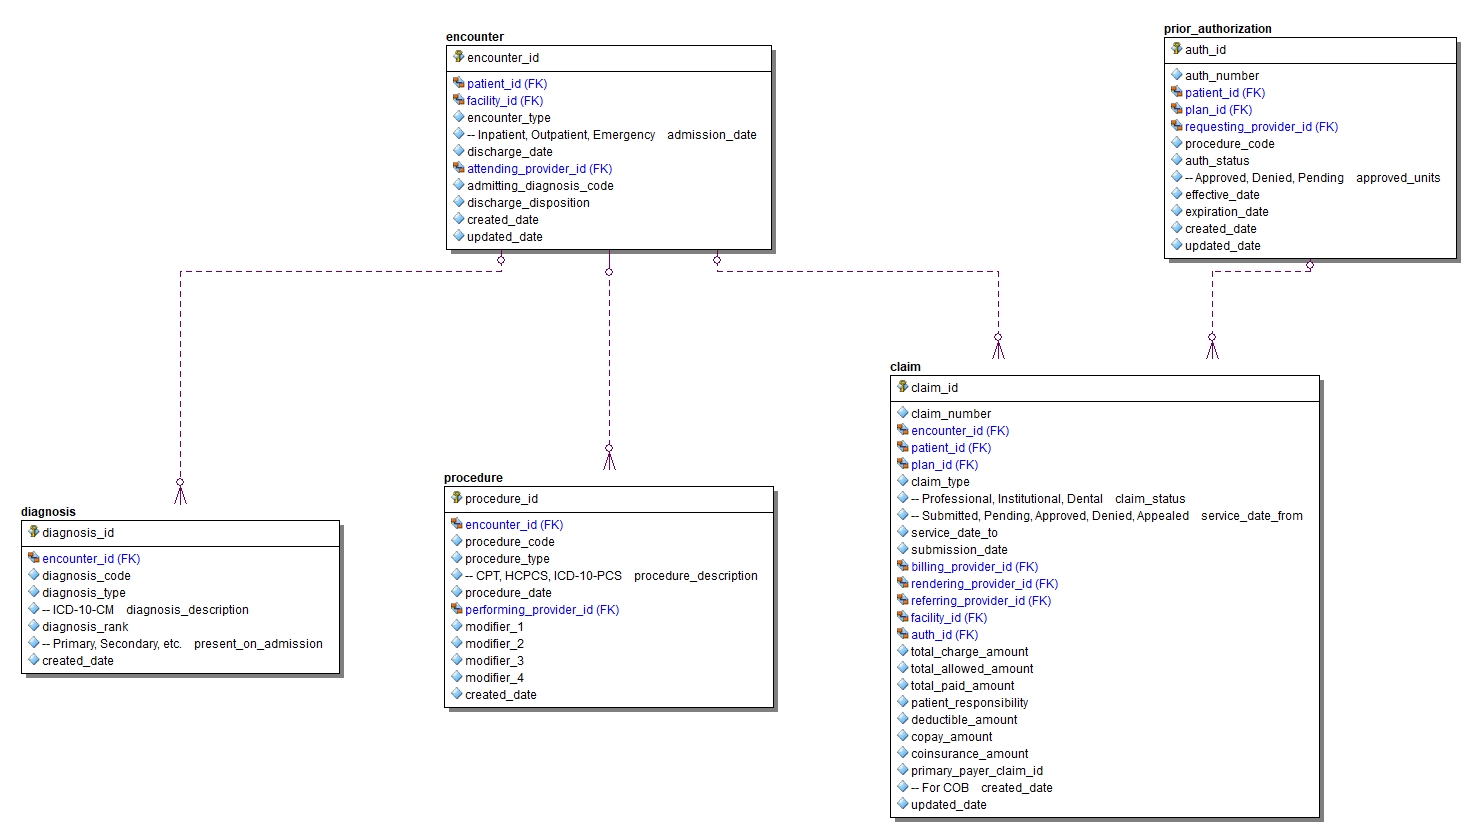 encounter
encounter_id
patient_id (FK)
facility_id (FK)
encounter_type
-- Inpatient, Outpatient, Emergency admission_date
discharge_date
attending_provider_id (FK)
admitting_diagnosis_code
discharge_disposition
created_date
updated_date
prior_authorization
auth_id
auth_number
patient_id (FK)
plan_id (FK)
requesting_provider_id (FK)
procedure_code
auth_status
-- Approved, Denied, Pending approved_units
effective_date
expiration_date
created_date
updated_date
diagnosis
diagnosis_id
encounter_id (FK)
diagnosis_code
diagnosis_type
-- ICD-10-CM diagnosis_description
diagnosis_rank
-- Primary, Secondary, etc. present_on_admission
created_date
procedure
procedure_id
encounter_id (FK)
procedure_code
procedure_type
-- CPT, HCPCS, ICD-10-PCS procedure_description
procedure_date
performing_provider_id (FK)
modifier_1
modifier_2
modifier_3
modifier_4
created_date
claim
claim_id
claim_number
encounter_id (FK)
patient_id (FK)
plan_id (FK)
claim_type
-- Professional, Institutional, Dental claim_status
-- Submitted, Pending, Approved, Denied, Appealed service_date_from
service_date_to
submission_date
billing_provider_id (FK)
rendering_provider_id (FK)
referring_provider_id (FK)
facility_id (FK)
auth_id (FK)
total_charge_amount
total_allowed_amount
total_paid_amount
patient_responsibility
deductible_amount
copay_amount
coinsurance_amount
primary_payer_claim_id
-- For COB created_date
updated_date